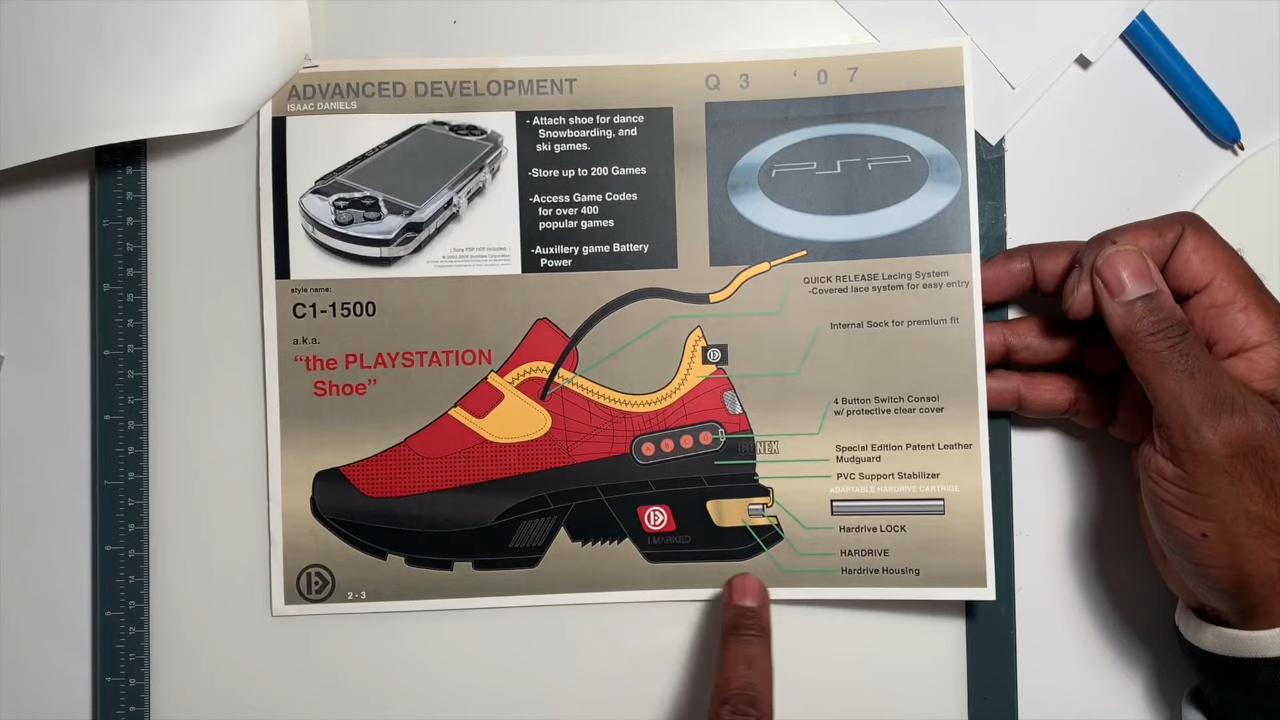 ADVANCED DEVELOPMENT
ISAAC DANIELS
Q 3 ‘ 0 7
- Attach shoe for dance
Snowboarding, and
ski games.
-Store up to 200 Games
-Access Game Codes
for over 400
popular games
-Auxillery game Battery
Power
PSP
style name:
C1-1500
a.k.a.
“the PLAYSTATION
Shoe”
QUICK RELEASE Lacing System
-Covered lace system for easy entry
Internal Sock for premium fit
4 Button Switch Consol
w/ protective clear cover
A B C D
Special Edition Patent Leather
Mudguard
PVC Support Stabilizer
ADAPTABLE HARDRIVE CARTRIGE
Hardrive LOCK
HARDRIVE
Hardrive Housing
I MARKED
2 - 3